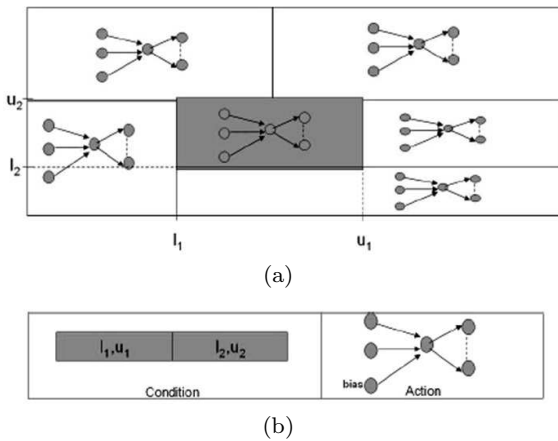 u2
l2
l1
u1
(a)
l1,u1
l2,u2
bias
Condition
Action
(b)